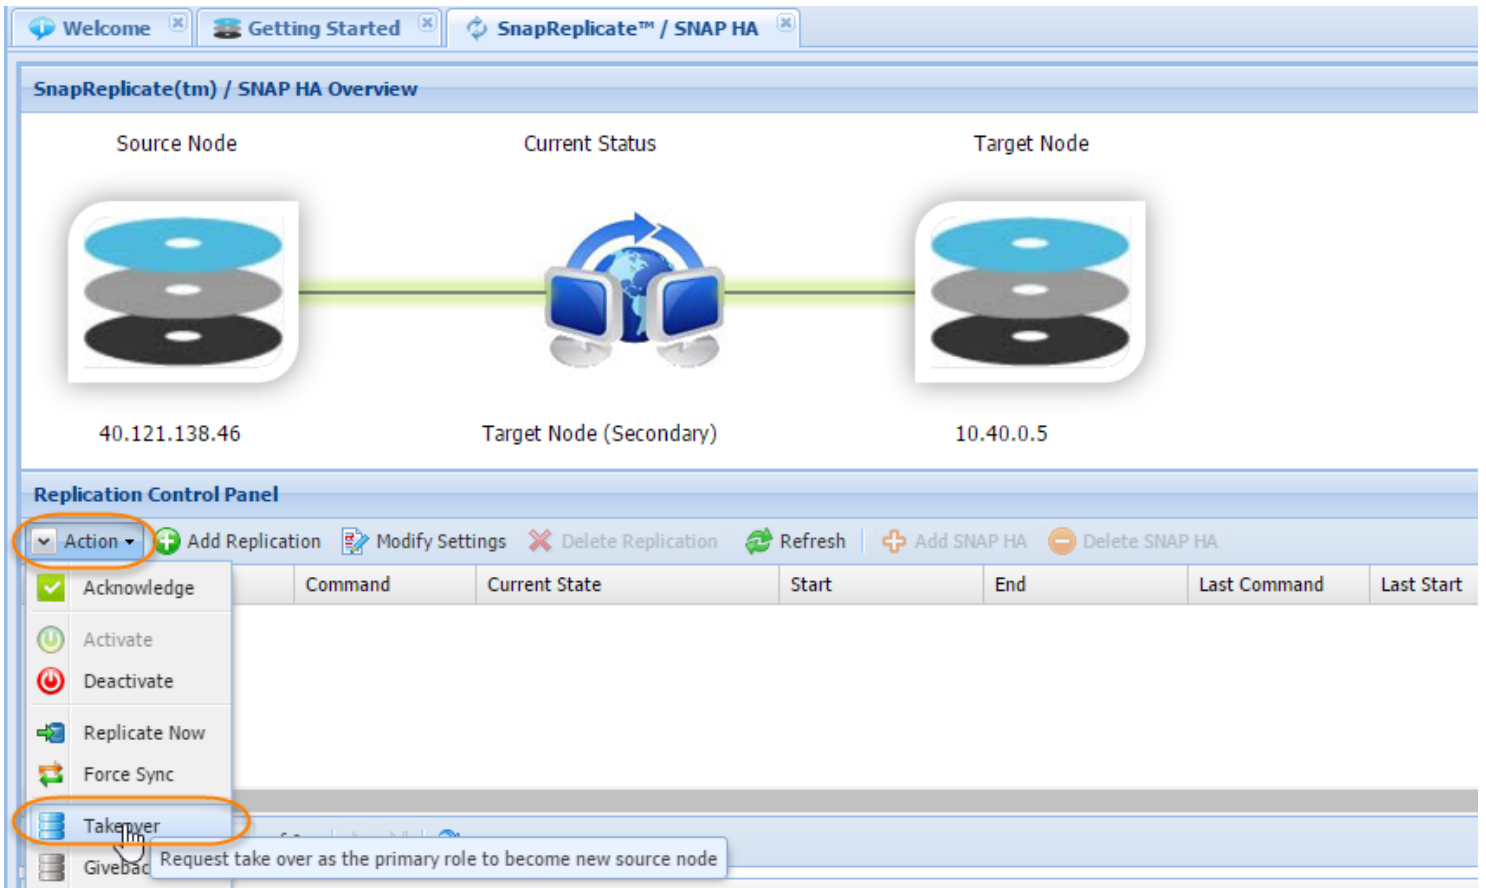 Welcome Getting Started SnapReplicate™ / SNAP HA
SnapReplicate(tm) / SNAP HA Overview
Source Node Current Status Target Node
40.121.138.46 Target Node (Secondary) 10.40.0.5
Replication Control Panel
Action Add Replication Modify Settings Delete Replication Refresh Add SNAP HA Delete SNAP HA
Command Current State Start End Last Command Last Start
Acknowledge
Activate
Deactivate
Replicate Now
Force Sync
Takeover
Request take over as the primary role to become new source node